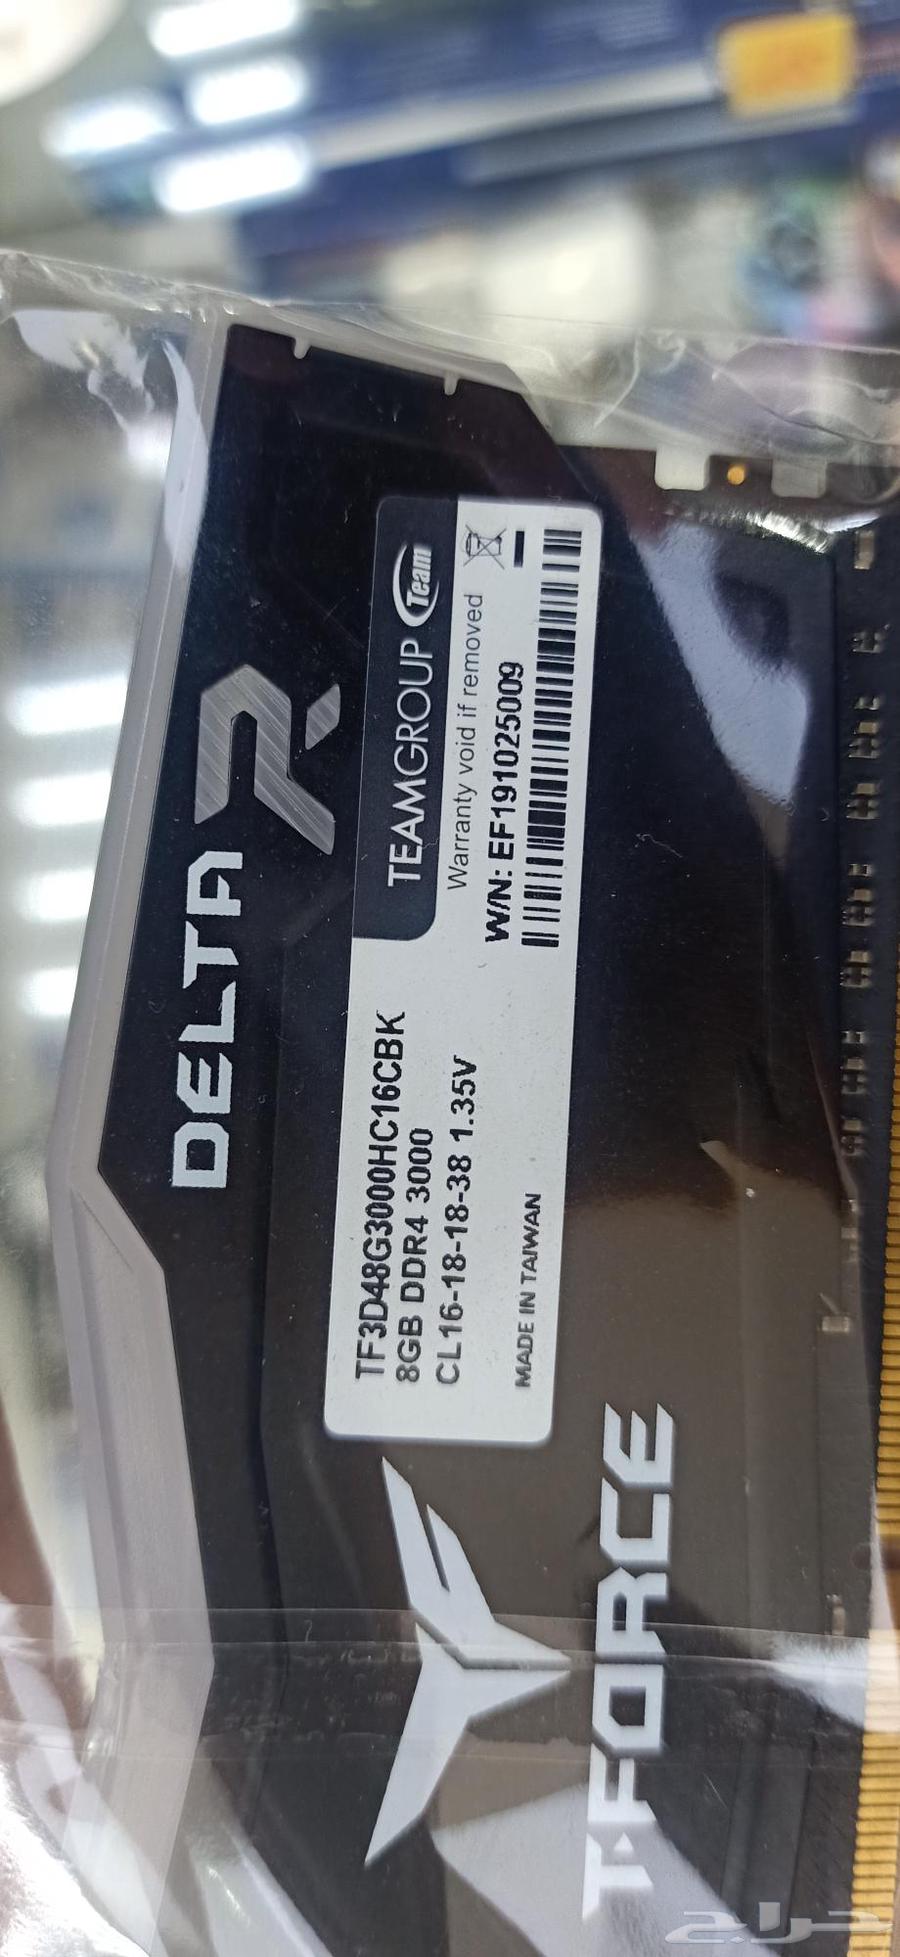 DELTA R
TEAMGROUP Team
Warranty void if removed
W/N: EF191025009
TF3D48G3000HC16CBK
8GB DDR4 3000
CL16-18-18-38 1.35V
MADE IN TAIWAN
T-FORCE
حراج